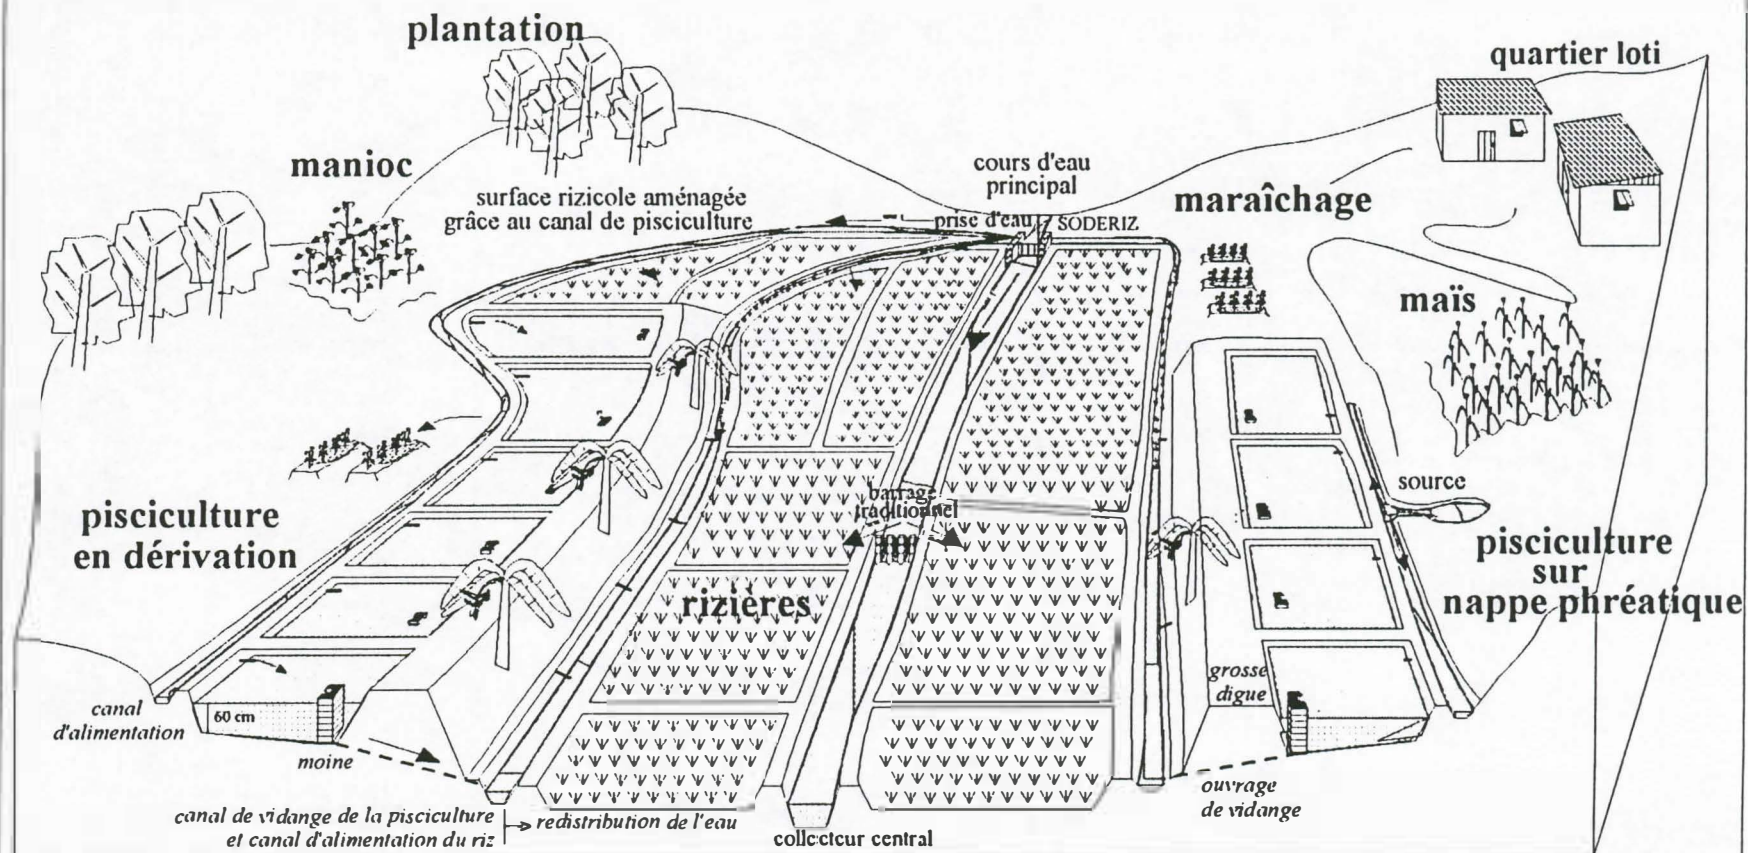 plantation
quartier loti
manioc
cours d'eau
principal
maraîchage
surface rizicole aménagée
grâce au canal de pisciculture
prise d'eau
SODERIZ
maïs
source
barrage
traditionnel
pisciculture
en dérivation
pisciculture
sur
nappe phréatique
rizières
grosse
digue
canal
d'alimentation
60 cm
moine
ouvrage
de vidange
canal de vidange de la pisciculture
et canal d'alimentation du riz
redistribution de l'eau
collecteur central